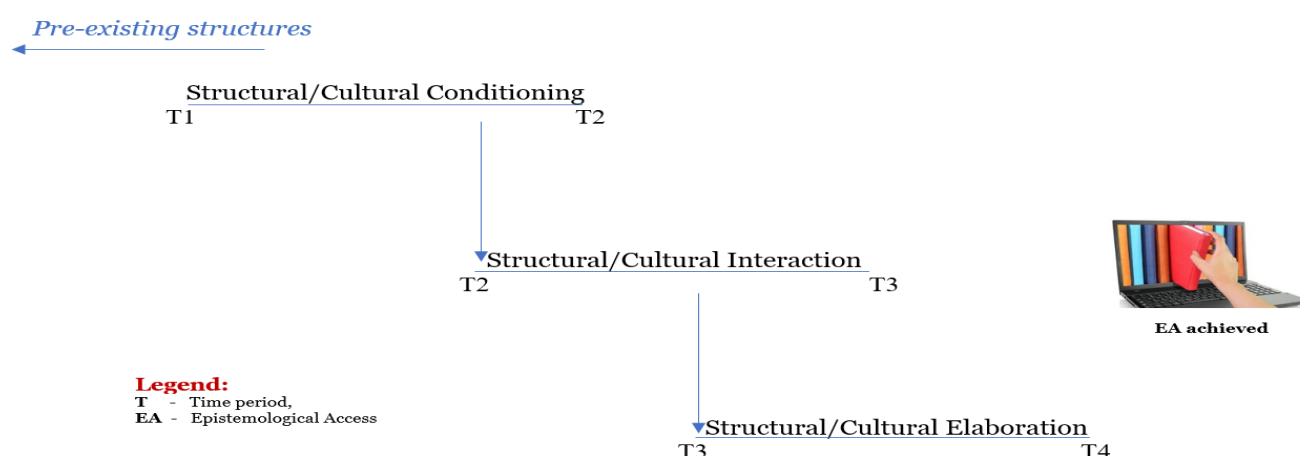 Pre-existing structures
Structural/Cultural Conditioning
T1 T2
Structural/Cultural Interaction
T2 T3
EA achieved
Legend:
T - Time period,
EA - Epistemological Access
Structural/Cultural Elaboration
T3 T4